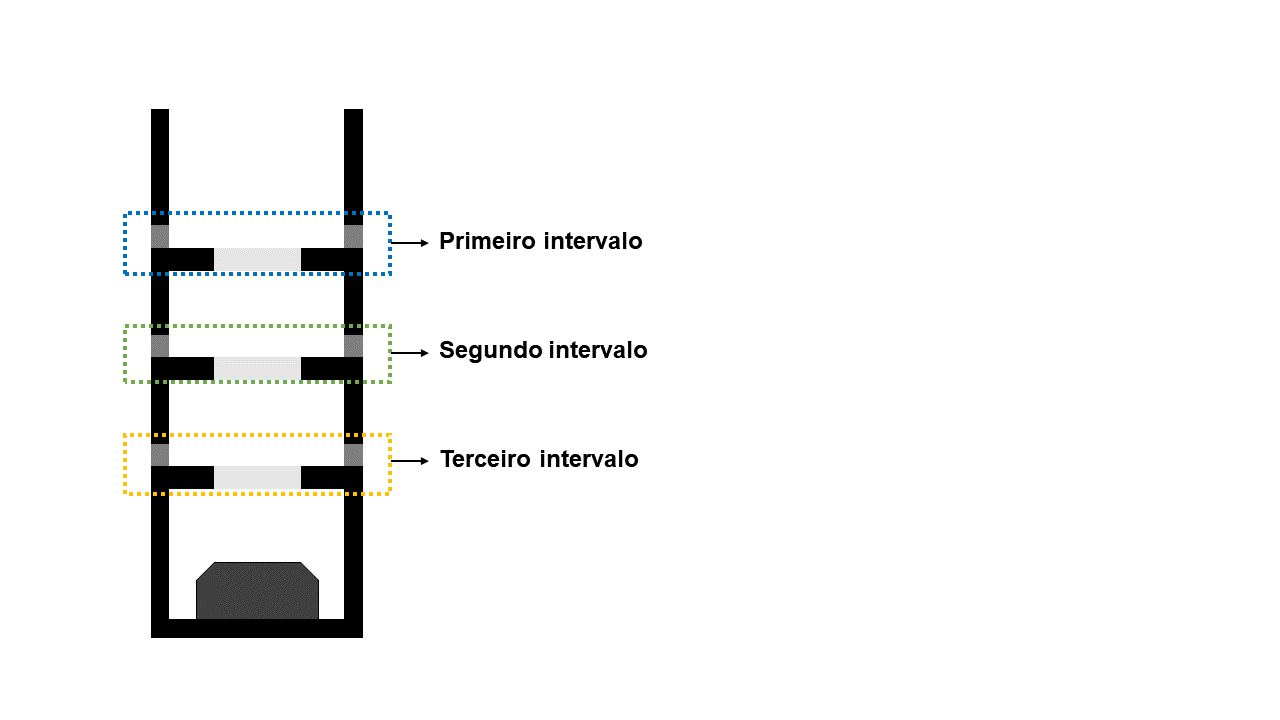 Primeiro intervalo
Segundo intervalo
Terceiro intervalo